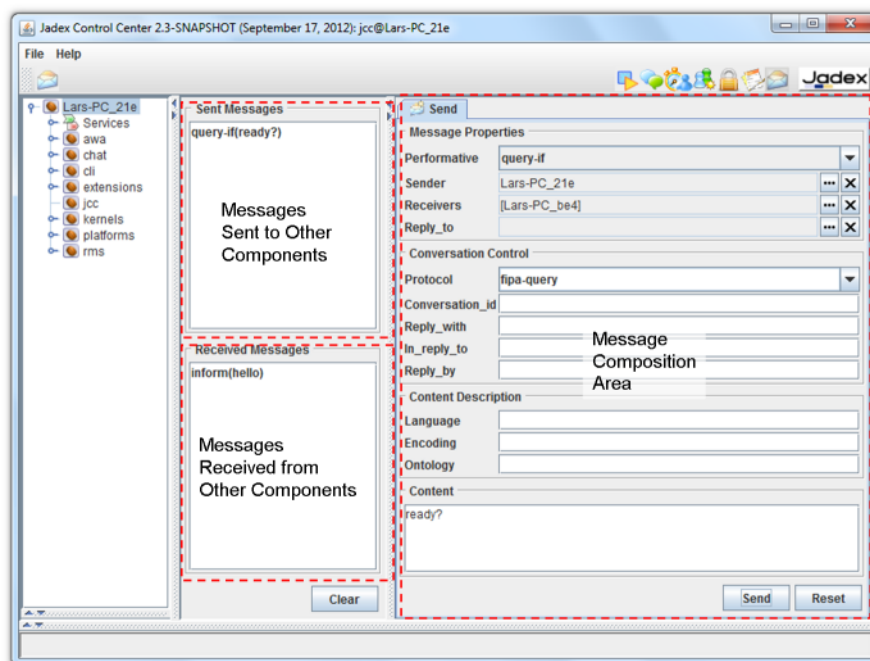 Jadex Control Center 2.3-SNAPSHOT (September 17, 2012): jcc@Lars-PC_21e
File Help
Jadex
Lars-PC_21e
Services
awa
chat
cli
extensions
jcc
kernels
platforms
rms
Sent Messages
query-if(ready?)
Messages
Sent to Other
Components
Received Messages
inform(hello)
Messages
Received from
Other Components
Clear
Send
Message Properties
Performative query-if
Sender Lars-PC_21e
Receivers [Lars-PC_be4]
Reply_to
Conversation Control
Protocol fipa-query
Conversation_id
Reply_with
In_reply_to
Reply_by
Message
Composition
Area
Content Description
Language
Encoding
Ontology
Content
ready?
Send Reset